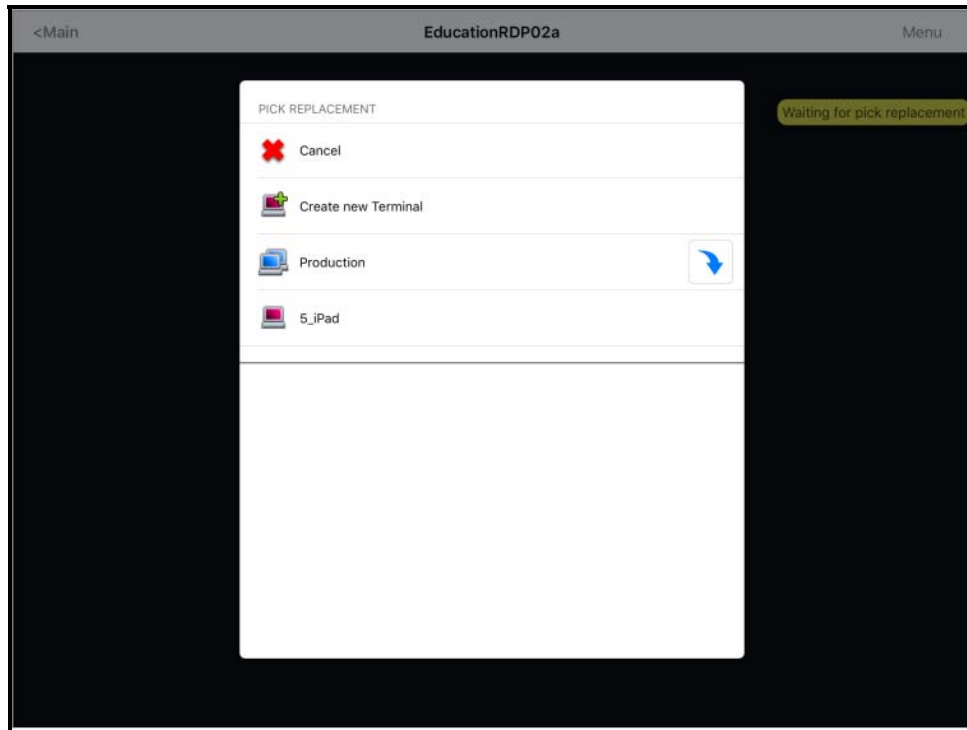 <Main EducationRDP02a Menu
PICK REPLACEMENT
Waiting for pick replacement
Cancel
Create new Terminal
Production
5_iPad